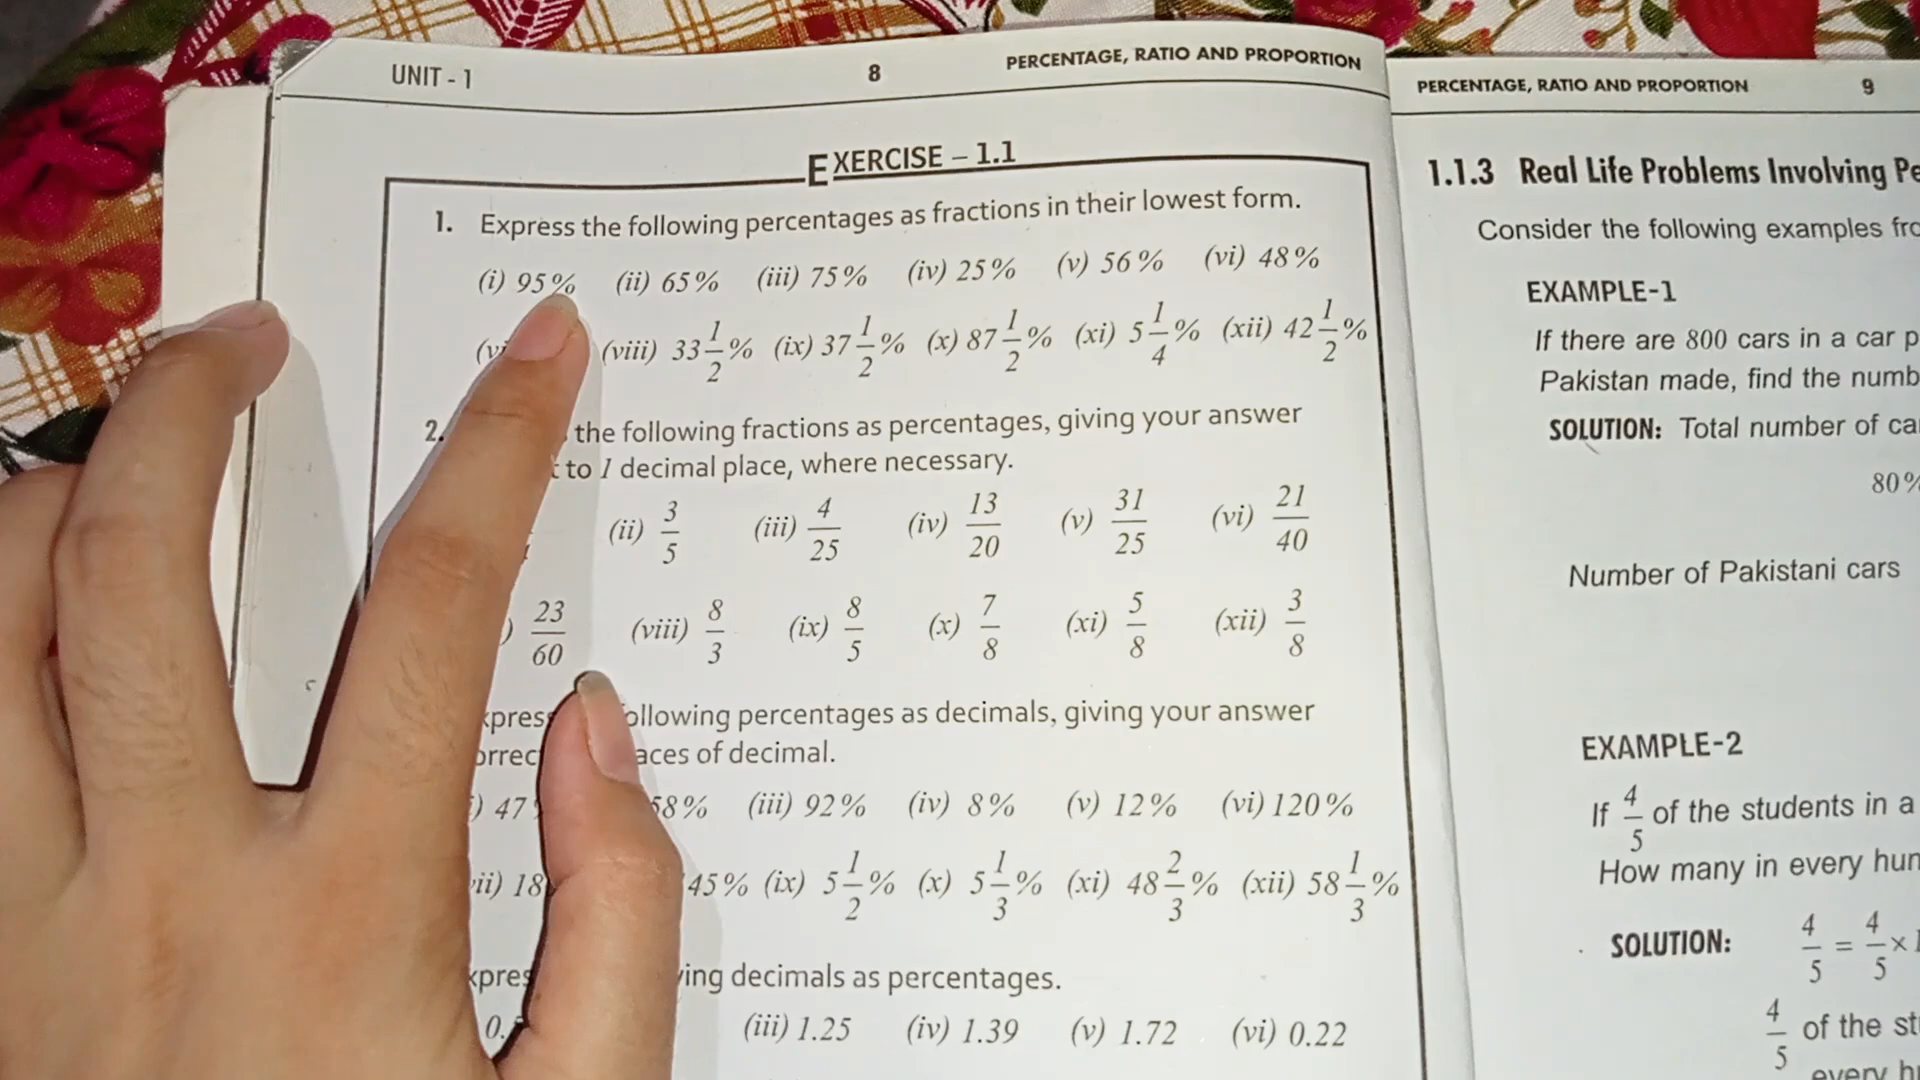 UNIT - 1 8 PERCENTAGE, RATIO AND PROPORTION
EXERCISE – 1.1
1. Express the following percentages as fractions in their lowest form.
(i) 95% (ii) 65% (iii) 75% (iv) 25% (v) 56% (vi) 48%
(viii) 33 1/2 % (ix) 37 1/2 % (x) 87 1/2 % (xi) 5 1/4 % (xii) 42 1/2 %
2. the following fractions as percentages, giving your answer
to 1 decimal place, where necessary.
(ii) 3/5 (iii) 4/25 (iv) 13/20 (v) 31/25 (vi) 21/40
23/60 (viii) 8/3 (ix) 8/5 (x) 7/8 (xi) 5/8 (xii) 3/8
percentages as decimals, giving your answer
of decimal.
47 58% (iii) 92% (iv) 8% (v) 12% (vi) 120%
45% (ix) 5 1/2 % (x) 5 1/3 % (xi) 48 2/3 % (xii) 58 1/3 %
decimals as percentages.
(iii) 1.25 (iv) 1.39 (v) 1.72 (vi) 0.22
PERCENTAGE, RATIO AND PROPORTION 9
1.1.3 Real Life Problems Involving
Consider the following examples
EXAMPLE-1
If there are 800 cars in a car
Pakistan made, find the
SOLUTION: Total number of
80%
Number of Pakistani cars
EXAMPLE-2
If 4/5 of the students in a
How many in every
SOLUTION: 4/5 = 4/5 ×
4/5 of the
every